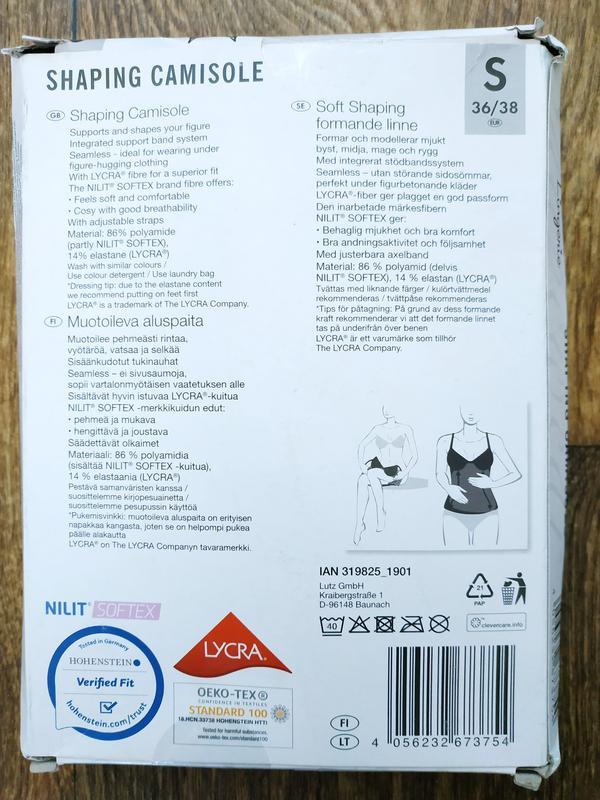 SHAPING CAMISOLE
S
36/38
EUR
GB Shaping Camisole
Supports and shapes your figure
Integrated support band system
Seamless - ideal for wearing under
figure-hugging clothing
With LYCRA® fibre for a superior fit
The NILIT® SOFTEX brand fibre offers:
• Feels soft and comfortable
• Cosy with good breathability
With adjustable straps
Material: 86% polyamide
(partly NILIT® SOFTEX),
14% elastane (LYCRA®)
Wash with similar colours /
Use colour detergent / Use laundry bag
*Dressing tip: due to the elastane content
we recommend putting on feet first
LYCRA® is a trademark of The LYCRA Company.
FI Muotoileva aluspaita
Muotoilee pehmeästi rintaa,
vyötäröä, vatsaa ja selkää
Sisäänkudotut tukinauhat
Seamless – ei sivusaumoja,
sopii vartalonmyötäisen vaatetuksen alle
Sisältävät hyvin istuvaa LYCRA®-kuitua
NILIT® SOFTEX -merkkikuidun edut:
• pehmeä ja mukava
• hengittävä ja joustava
Säädettävät olkaimet
Materiaali: 86 % polyamidia
(sisältää NILIT® SOFTEX -kuitua),
14 % elastaania (LYCRA®)
Pestävä samanväristen kanssa /
suosittelemme kirjopesuainetta /
suosittelemme pesupussin käyttöä
*Pukemisvinkki: muotoileva aluspaita on erityisen
napakkaa kangasta, joten se on helpompi pukea
päälle alakautta
LYCRA® on The LYCRA Companyn tavaramerkki.
SE Soft Shaping
formande linne
Formar och modellerar mjukt
byst, midja, mage och rygg
Med integrerat stödbandssystem
Seamless – utan störande sidosömmar,
perfekt under figurbetonande kläder
LYCRA®-fiber ger plagget en god passform
Den inarbetade märkesfibern
NILIT® SOFTEX ger:
• Behaglig mjukhet och bra komfort
• Bra andningsaktivitet och följsamhet
Med justerbara axelband
Material: 86 % polyamid (delvis
NILIT® SOFTEX), 14 % elastan (LYCRA®)
Tvättas med liknande färger / kulörtvättmedel
rekommenderas / tvättpåse rekommenderas
*Tips för påtagning: På grund av dess formande
kraft rekommenderar vi att det formande linnet
tas på underifrån över benen
LYCRA® är ett varumärke som tillhör
The LYCRA Company.
IAN 319825_1901
Lutz GmbH
Kraibergstraße 1
D-96148 Baunach
40
21
PAP
clevercare.info
NILIT® SOFTEX
Tested in Germany
HOHENSTEIN
Verified Fit
hohenstein.com/trust
LYCRA®
OEKO-TEX®
CONFIDENCE IN TEXTILES
STANDARD 100
18.HCN.33738 HOHENSTEIN HTTI
Tested for harmful substances.
www.oeko-tex.com/standard100
FI
LT
4 056232 673754